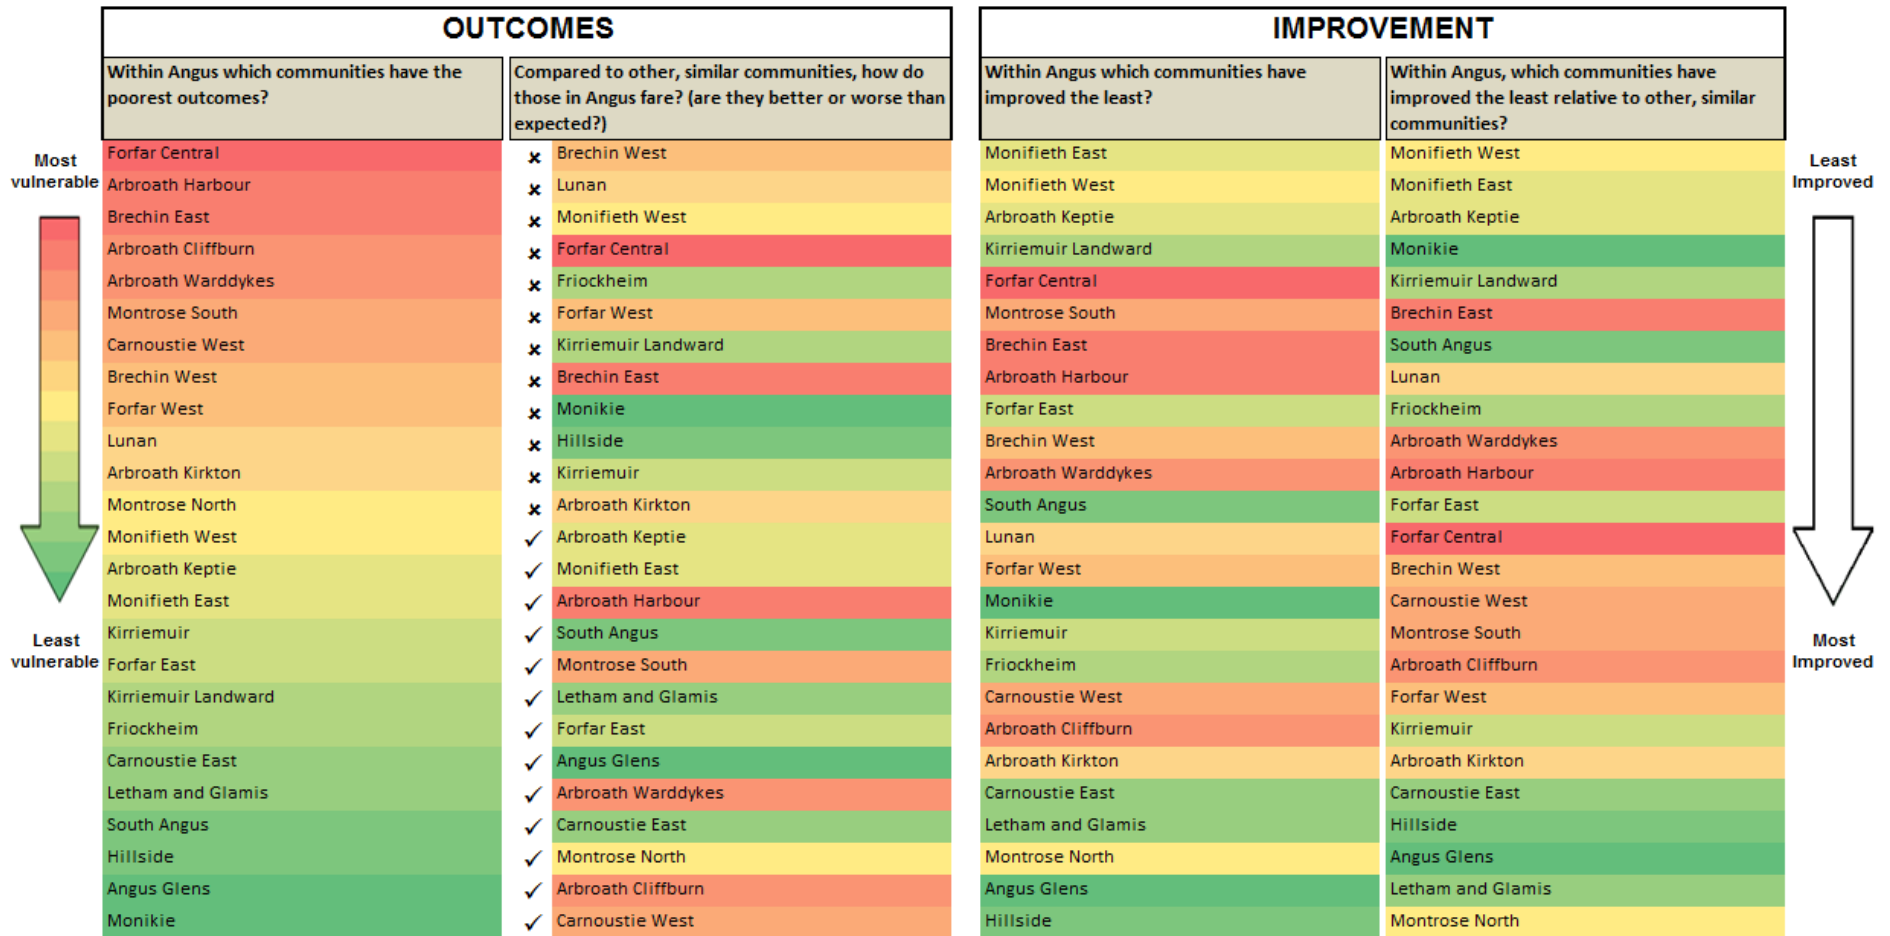 OUTCOMES
IMPROVEMENT
Within Angus which communities have the
poorest outcomes?
Compared to other, similar communities, how do
those in Angus fare? (are they better or worse than
expected?)
Within Angus which communities have
improved the least?
Within Angus, which communities have
improved the least relative to other, similar
communities?
Most
vulnerable
Least
vulnerable
Forfar Central
Arbroath Harbour
Brechin East
Arbroath Cliffburn
Arbroath Warddykes
Montrose South
Carnoustie West
Brechin West
Forfar West
Lunan
Arbroath Kirkton
Montrose North
Monifieth West
Arbroath Keptie
Monifieth East
Kirriemuir
Forfar East
Kirriemuir Landward
Friockheim
Carnoustie East
Letham and Glamis
South Angus
Hillside
Angus Glens
Monikie
✘ Brechin West
✘ Lunan
✘ Monifieth West
✘ Forfar Central
✘ Friockheim
✘ Forfar West
✘ Kirriemuir Landward
✘ Brechin East
✘ Monikie
✘ Hillside
✘ Kirriemuir
✘ Arbroath Kirkton
✓ Arbroath Keptie
✓ Monifieth East
✓ Arbroath Harbour
✓ South Angus
✓ Montrose South
✓ Letham and Glamis
✓ Forfar East
✓ Angus Glens
✓ Arbroath Warddykes
✓ Carnoustie East
✓ Montrose North
✓ Arbroath Cliffburn
✓ Carnoustie West
Monifieth East
Monifieth West
Arbroath Keptie
Kirriemuir Landward
Forfar Central
Montrose South
Brechin East
Arbroath Harbour
Forfar East
Brechin West
Arbroath Warddykes
South Angus
Lunan
Forfar West
Monikie
Kirriemuir
Friockheim
Carnoustie West
Arbroath Cliffburn
Arbroath Kirkton
Carnoustie East
Letham and Glamis
Montrose North
Angus Glens
Hillside
Monifieth West
Monifieth East
Arbroath Keptie
Monikie
Kirriemuir Landward
Brechin East
South Angus
Lunan
Friockheim
Arbroath Warddykes
Arbroath Harbour
Forfar East
Forfar Central
Brechin West
Carnoustie West
Montrose South
Arbroath Cliffburn
Forfar West
Kirriemuir
Arbroath Kirkton
Carnoustie East
Hillside
Angus Glens
Letham and Glamis
Montrose North
Least
Improved
Most
Improved